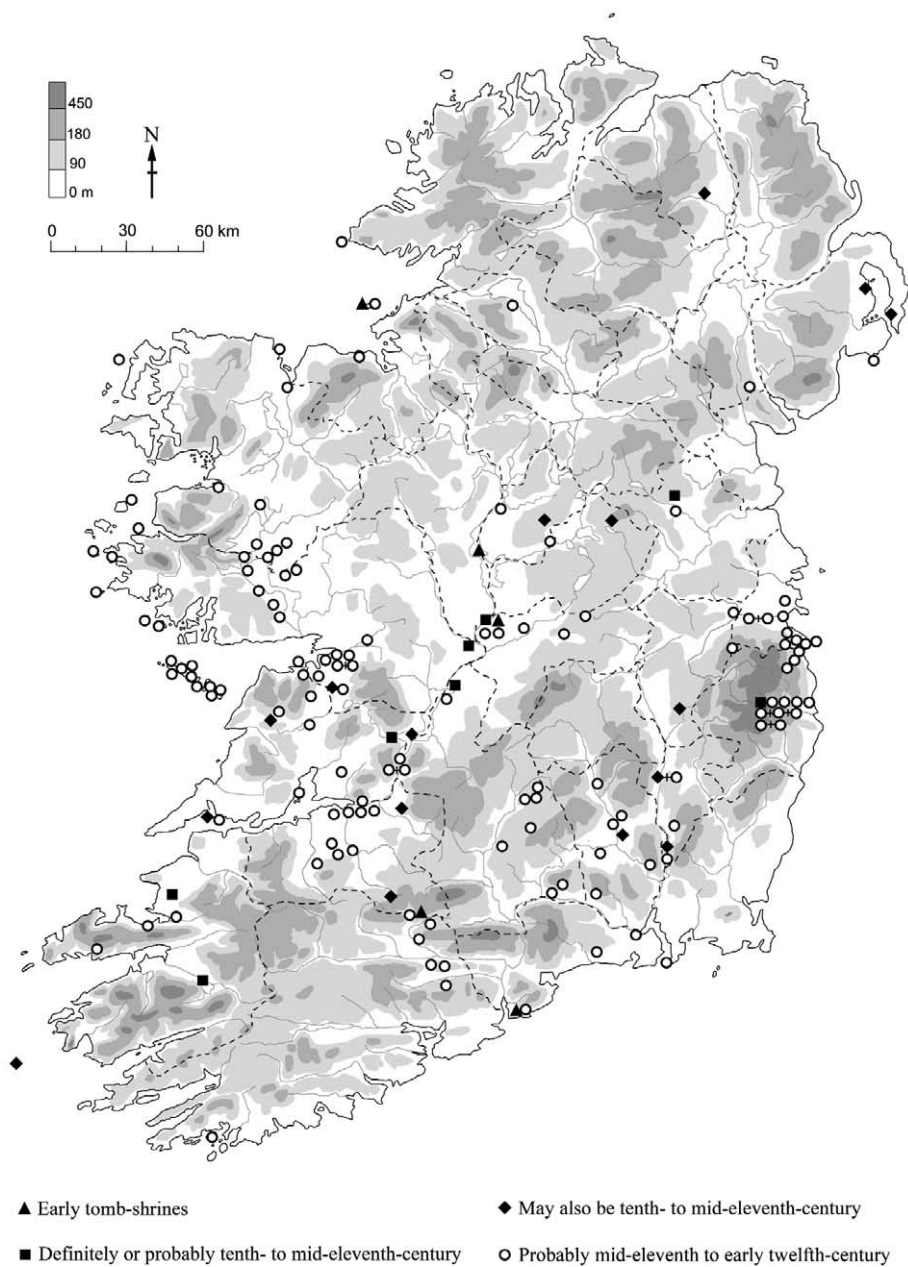 450
180
90
0 m
N
0 30 60 km
▲ Early tomb-shrines
◆ May also be tenth- to mid-eleventh-century
■ Definitely or probably tenth- to mid-eleventh-century
○ Probably mid-eleventh to early twelfth-century